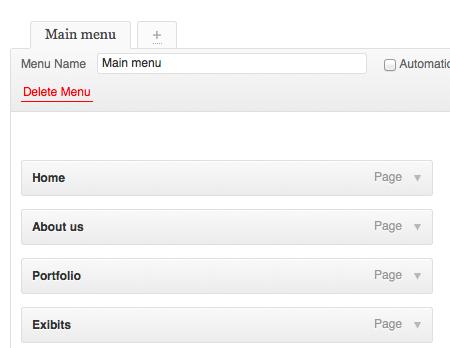 Main menu +
Menu Name Main menu Automatic
Delete Menu
Home Page
About us Page
Portfolio Page
Exibits Page